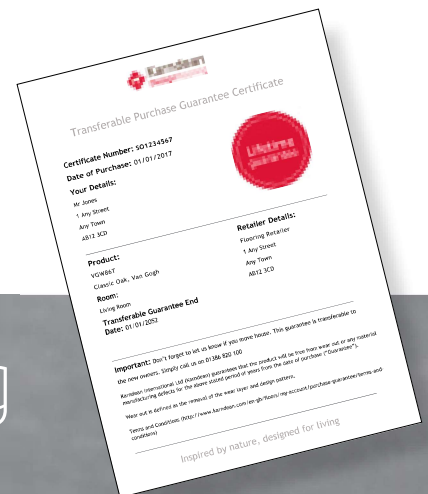 Karndean
Transferable Purchase Guarantee Certificate
Lifetime
guarantee
Certificate Number: SO1234567
Date of Purchase: 01/01/2017
Your Details:
Mr Jones
1 Any Street
Any Town
AB12 3CD
Retailer Details:
Flooring Retailer
1 Any Street
Any Town
AB12 3CD
Product:
VGW86T
Classic Oak, Van Gogh
Room:
Living Room
Transferable Guarantee End
Date: 01/01/2052
Important: Don't forget to let us know if you move house. This guarantee is transferable to
the new owners. Simply call us on 01386 820 100
Karndean International Ltd (Karndean) guarantees that the product will be free from wear out or any material
manufacturing defects for the above stated period of years from the date of purchase ("Guarantee").
Wear out is defined as the removal of the wear layer and design pattern.
Terms and Conditions (http://www.karndean.com/en-gb/floors/my-account/purchase-guarantee/terms-and-
conditions)
Inspired by nature, designed for living